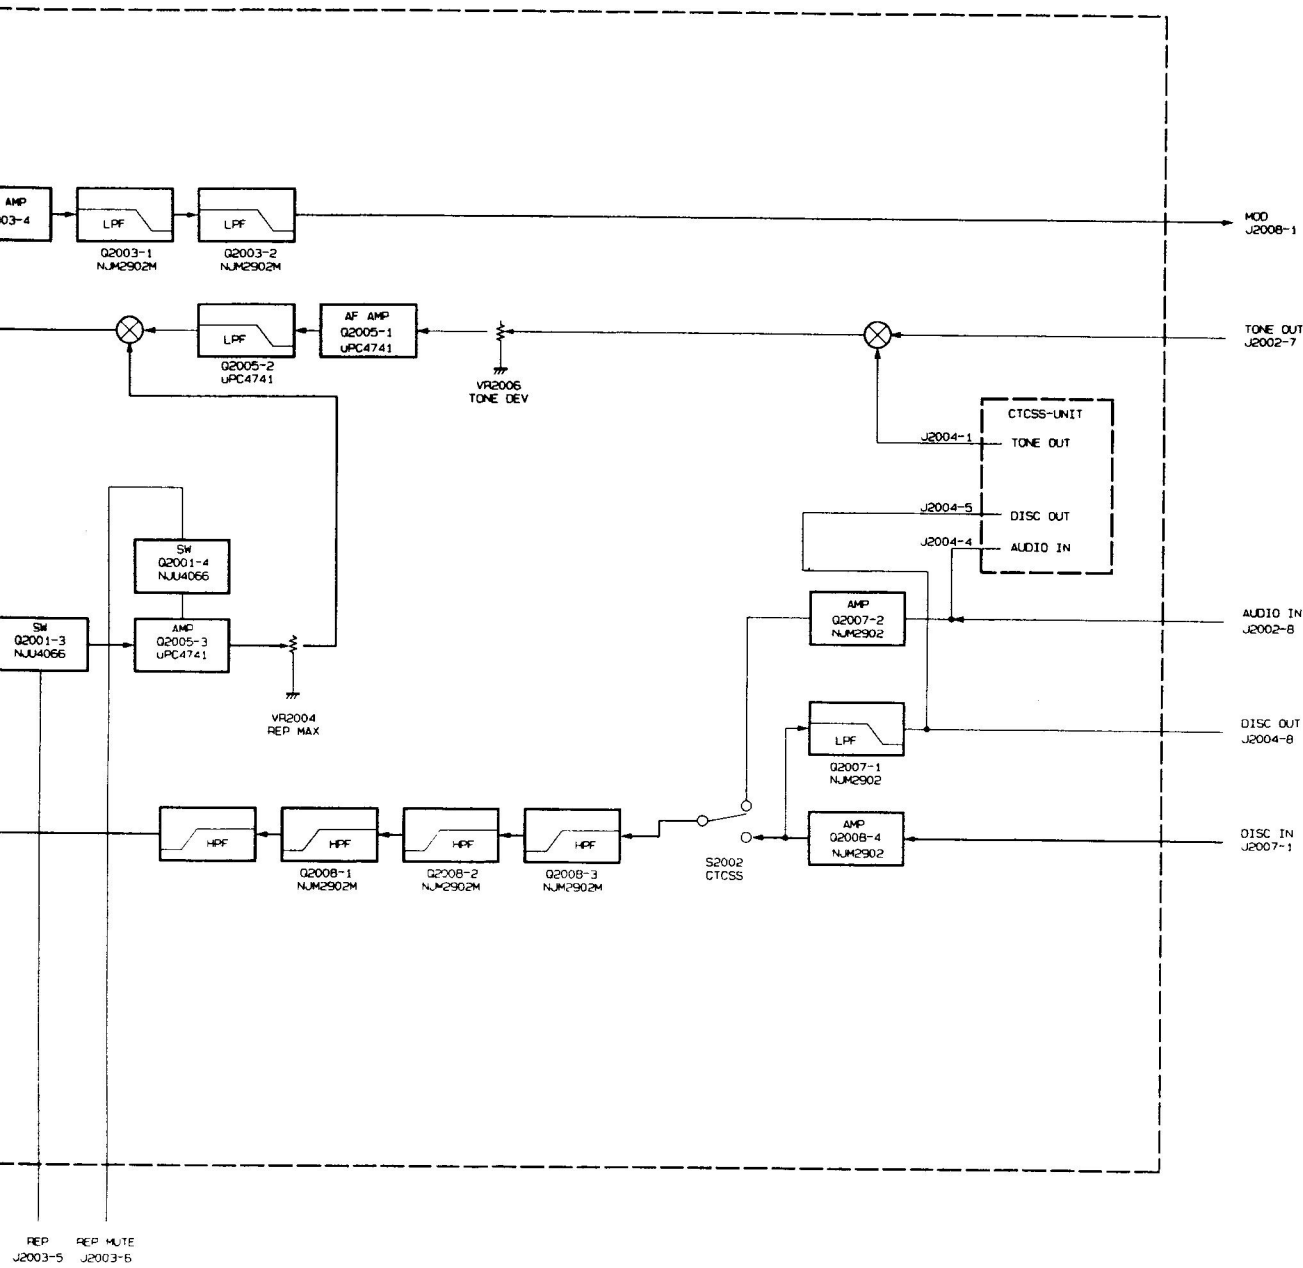 AMP
03-4
LPF
Q2003-1
NJM2902M
LPF
Q2003-2
NJM2902M
MOD
J2008-1
LPF
Q2005-2
uPC4741
AF AMP
Q2005-1
uPC4741
VR2006
TONE DEV
TONE OUT
J2002-7
CTCSS-UNIT
J2004-1
TONE OUT
J2004-5
DISC OUT
J2004-4
AUDIO IN
SW
Q2001-4
NJU4066
SW
Q2001-3
NJU4066
AMP
Q2005-3
uPC4741
VR2004
REP MAX
AMP
Q2007-2
NJM2902
AUDIO IN
J2002-8
LPF
Q2007-1
NJM2902
DISC OUT
J2004-8
HPF
HPF
Q2008-1
NJM2902M
HPF
Q2008-2
NJM2902M
HPF
Q2008-3
NJM2902M
S2002
CTCSS
AMP
Q2008-4
NJM2902
DISC IN
J2007-1
REP
J2003-5
REP MUTE
J2003-6